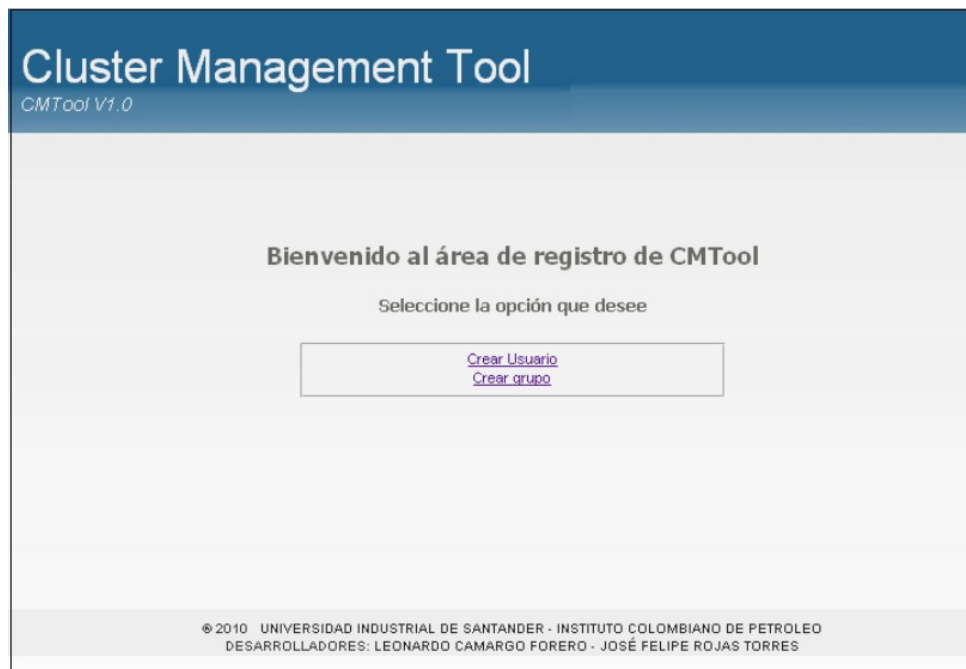 Cluster Management Tool
CMTool V1.0
Bienvenido al área de registro de CMTool
Seleccione la opción que desee
Crear Usuario
Crear grupo
® 2010 UNIVERSIDAD INDUSTRIAL DE SANTANDER - INSTITUTO COLOMBIANO DE PETROLEO
DESARROLLADORES: LEONARDO CAMARGO FORERO - JOSÉ FELIPE ROJAS TORRES